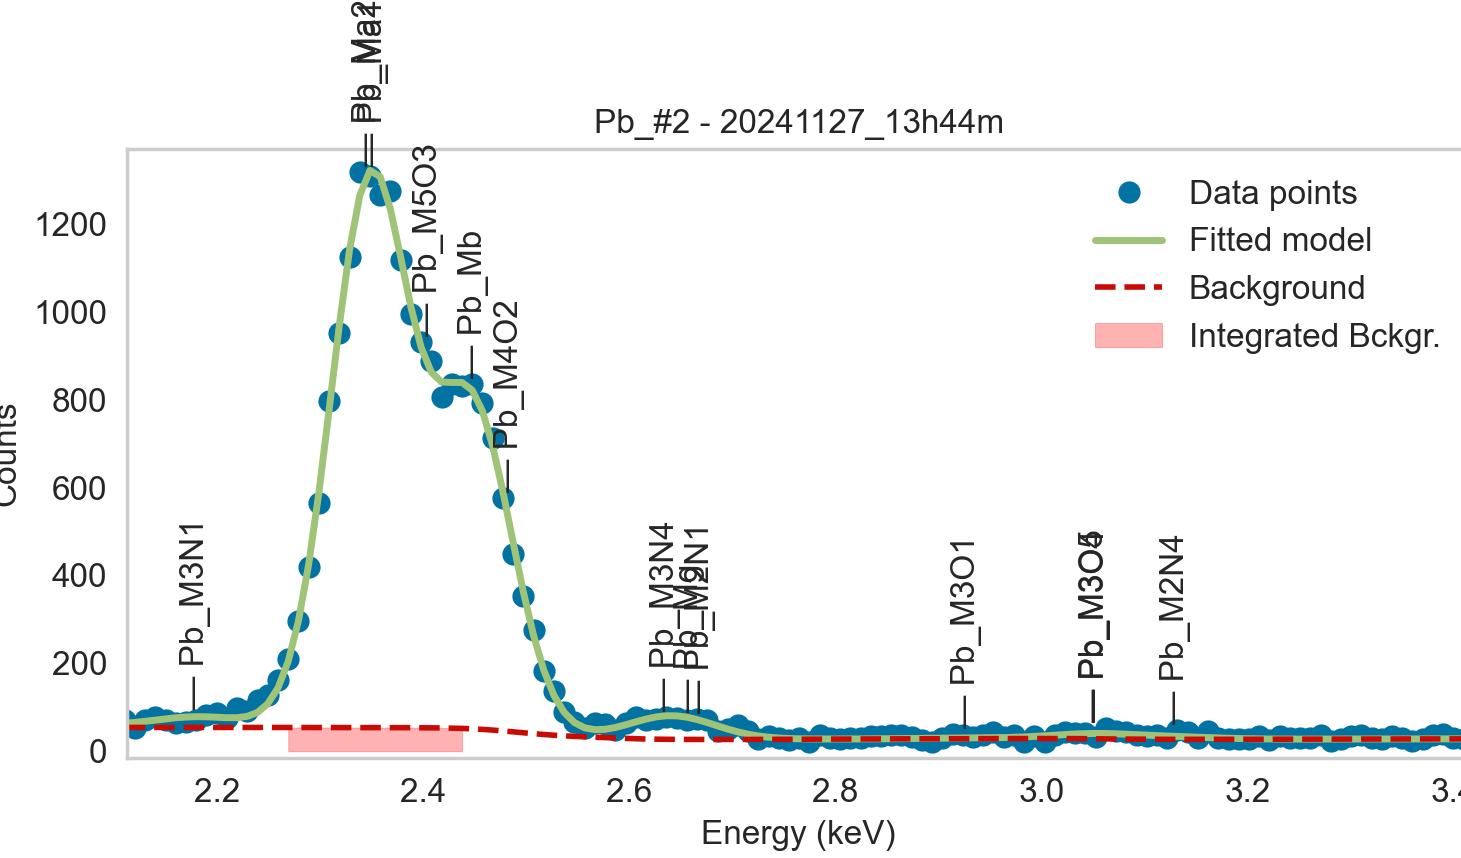 Pb_#2 - 20241127_13h44m
Pb_M5O3
Pb_Mb
Pb_M4O2
Pb_M3N1
Pb_M3N4
Pb_M2N1
Pb_M3O1
Pb_M2N4
Data points
Fitted model
Background
Integrated Bckgr.
Counts
1200
1000
800
600
400
200
0
2.2
2.4
2.6
2.8
3.0
3.2
Energy (keV)